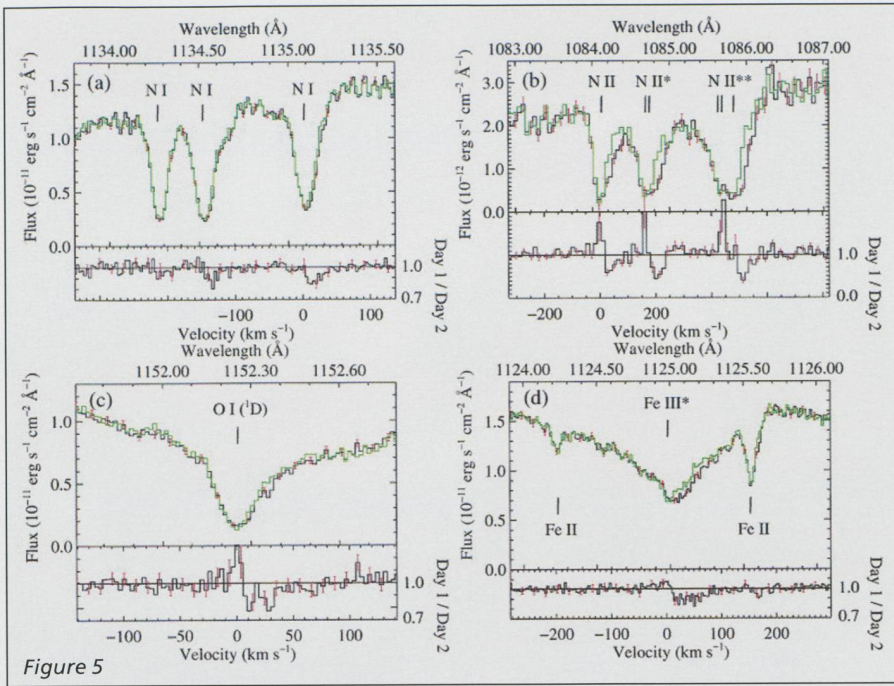 Wavelength (Å)
1134.00 1134.50 1135.00 1135.50
(a)
N I N I N I
Flux (10⁻¹¹ erg s⁻¹ cm⁻² Å⁻¹)
1.5
1.0
0.5
0.0
Day 1 / Day 2
1.0
0.7
−100 0 100
Velocity (km s⁻¹)
Wavelength (Å)
1083.00 1084.00 1085.00 1086.00 1087.00
(b)
N II N II* N II**
Flux (10⁻¹² erg s⁻¹ cm⁻² Å⁻¹)
3.0
2.0
1.0
0.0
Day 1 / Day 2
1.0
0.0
−200 0 200 400 600
Velocity (km s⁻¹)
Wavelength (Å)
1152.00 1152.30 1152.60
(c)
O I (¹D)
Flux (10⁻¹¹ erg s⁻¹ cm⁻² Å⁻¹)
1.0
0.5
0.0
Day 1 / Day 2
1.0
0.7
−100 −50 0 50 100
Velocity (km s⁻¹)
Wavelength (Å)
1124.20 1124.50 1125.00 1125.50 1126.00
(d)
Fe III*
Fe II Fe II
Flux (10⁻¹¹ erg s⁻¹ cm⁻² Å⁻¹)
1.5
1.0
0.5
0.0
Day 1 / Day 2
1.0
0.7
−200 −100 0 100 200
Velocity (km s⁻¹)
Figure 5